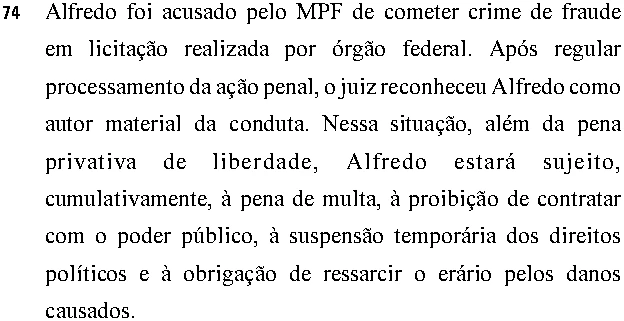 74 Alfredo foi acusado pelo MPF de cometer crime de fraude
em licitação realizada por órgão federal. Após regular
processamento da ação penal, o juiz reconheceu Alfredo como
autor material da conduta. Nessa situação, além da pena
privativa de liberdade, Alfredo estará sujeito,
cumulativamente, à pena de multa, à proibição de contratar
com o poder público, à suspensão temporária dos direitos
políticos e à obrigação de ressarcir o erário pelos danos
causados.